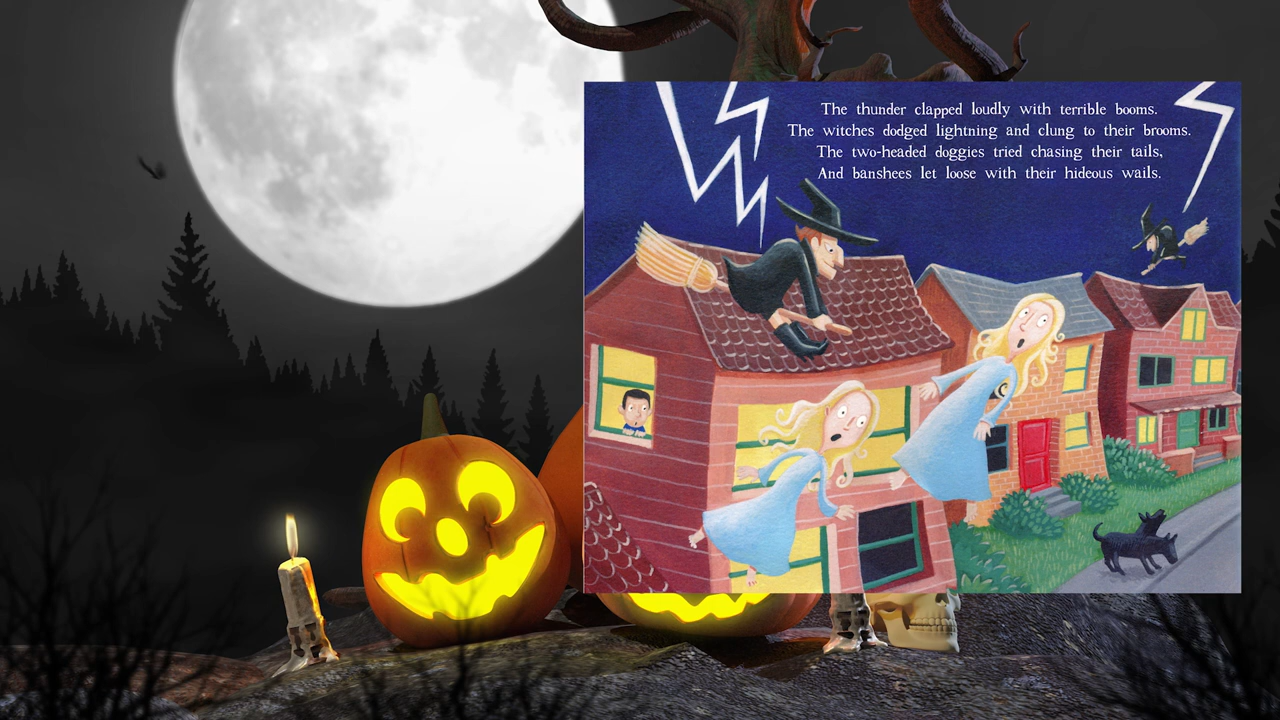 The thunder clapped loudly with terrible booms.
The witches dodged lightning and clung to their brooms.
The two-headed doggies tried chasing their tails,
And banshees let loose with their hideous wails.